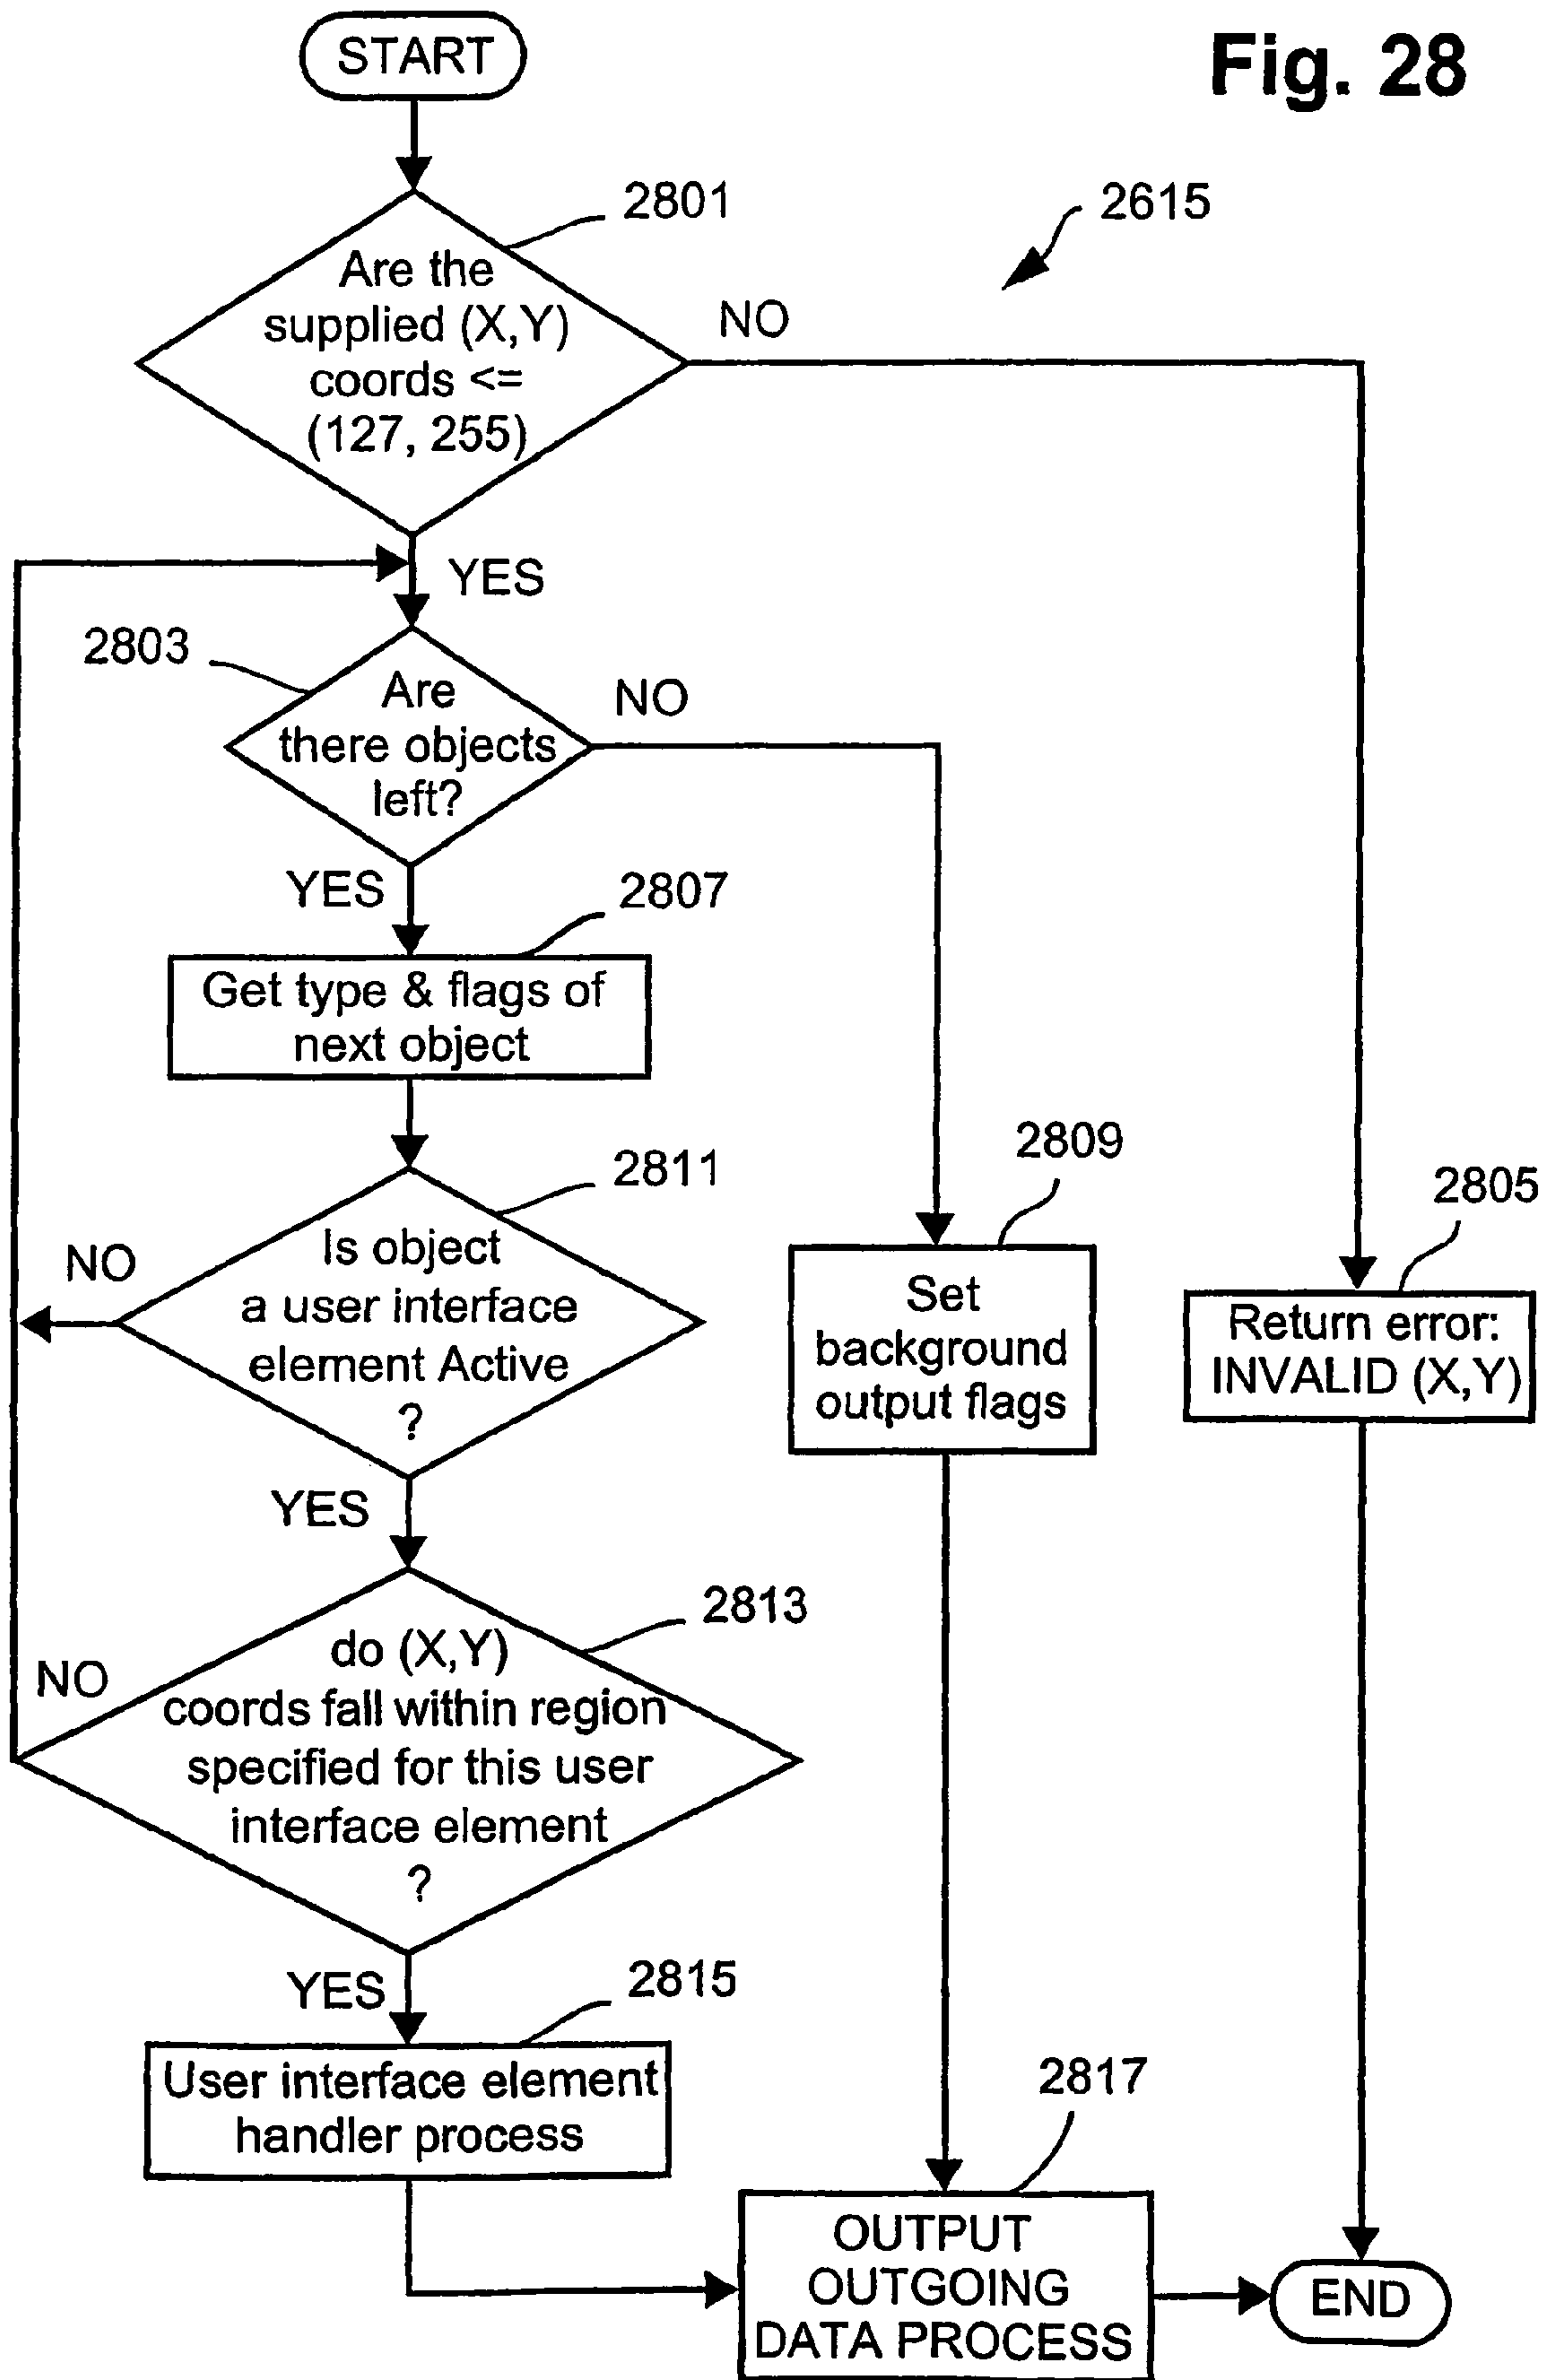 START
Fig. 28
2801
2615
Are the
supplied (X,Y)
coords <=
(127, 255)
NO
YES
2803
Are
there objects
left?
NO
YES
2807
Get type & flags of
next object
2811
Is object
a user interface
element Active
?
NO
2809
Set
background
output flags
2805
Return error:
INVALID (X,Y)
YES
2813
do (X,Y)
coords fall within region
specified for this user
interface element
?
NO
YES
2815
User interface element
handler process
2817
OUTPUT
OUTGOING
DATA PROCESS
END